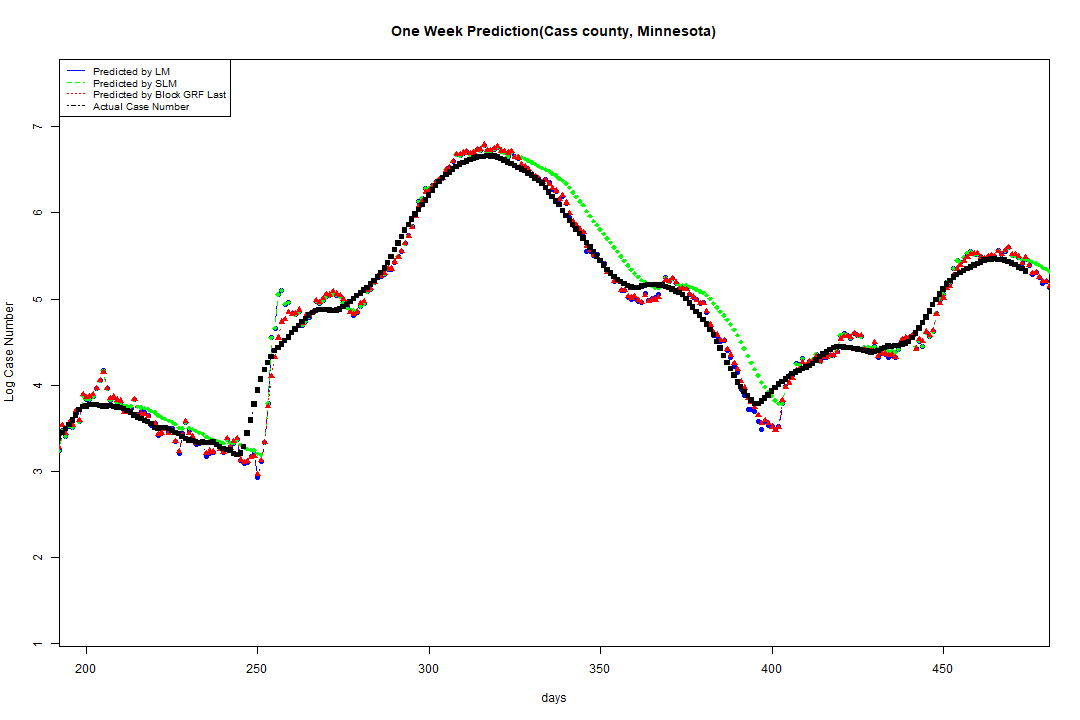 One Week Prediction(Cass county, Minnesota)
Predicted by LM
Predicted by SLM
Predicted by Block GRF Last
Actual Case Number
7
6
5
4
3
2
1
Log Case Number
200 250 300 350 400 450
days